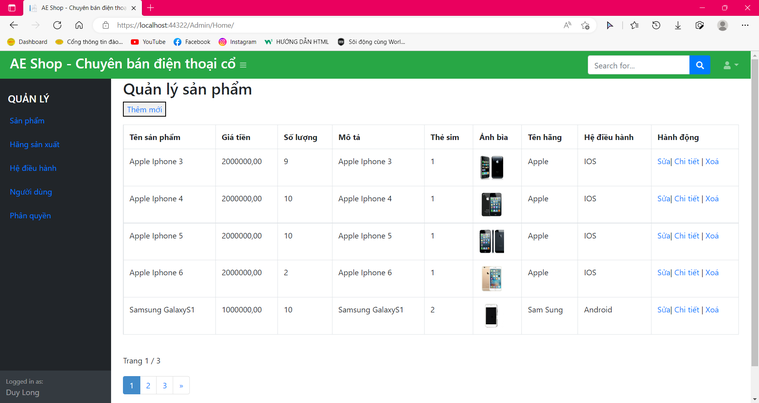 AE Shop - Chuyên bán điện thoạ
https://localhost:44322/Admin/Home/
Dashboard
Cổng thông tin đào...
YouTube
Facebook
Instagram
HƯỚNG DẪN HTML
Sôi động cùng Worl...
AE Shop - Chuyên bán điện thoại cổ
Search for...
QUẢN LÝ
Sản phẩm
Hãng sản xuất
Hệ điều hành
Người dùng
Phân quyền
Logged in as:
Duy Long
Quản lý sản phẩm
Thêm mới
Tên sản phẩm Giá tiền Số lượng Mô tả Thẻ sim Ảnh bìa Tên hãng Hệ điều hành Hành động
Apple Iphone 3 2000000,00 9 Apple Iphone 3 1 Apple IOS Sửa| Chi tiết | Xoá
Apple Iphone 4 2000000,00 10 Apple Iphone 4 1 Apple IOS Sửa| Chi tiết | Xoá
Apple Iphone 5 2000000,00 10 Apple Iphone 5 1 Apple IOS Sửa| Chi tiết | Xoá
Apple Iphone 6 2000000,00 2 Apple Iphone 6 1 Apple IOS Sửa| Chi tiết | Xoá
Samsung GalaxyS1 1000000,00 10 Samsung GalaxyS1 2 Sam Sung Android Sửa| Chi tiết | Xoá
Trang 1 / 3
1 2 3 »